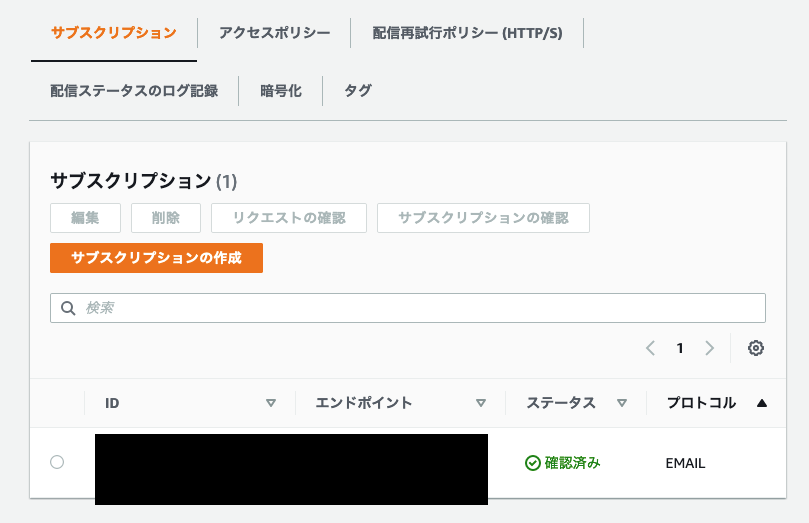 サブスクリプション アクセスポリシー 配信再試行ポリシー (HTTP/S)
配信ステータスのログ記録 暗号化 タグ
サブスクリプション (1)
編集 削除 リクエストの確認 サブスクリプションの確認
サブスクリプションの作成
検索
1
ID エンドポイント ステータス プロトコル
確認済み EMAIL